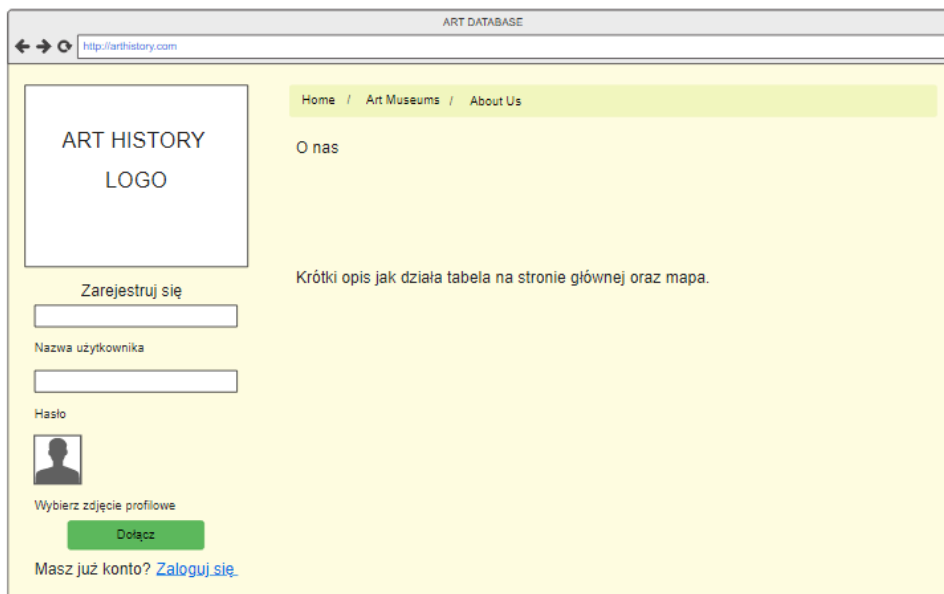 ART DATABASE
http://arthistory.com
ART HISTORY
LOGO
Home / Art Museums / About Us
O nas
Krótki opis jak działa tabela na stronie głównej oraz mapa.
Zarejestruj się
Nazwa użytkownika
Hasło
Wybierz zdjęcie profilowe
Dołącz
Masz już konto? Zaloguj się